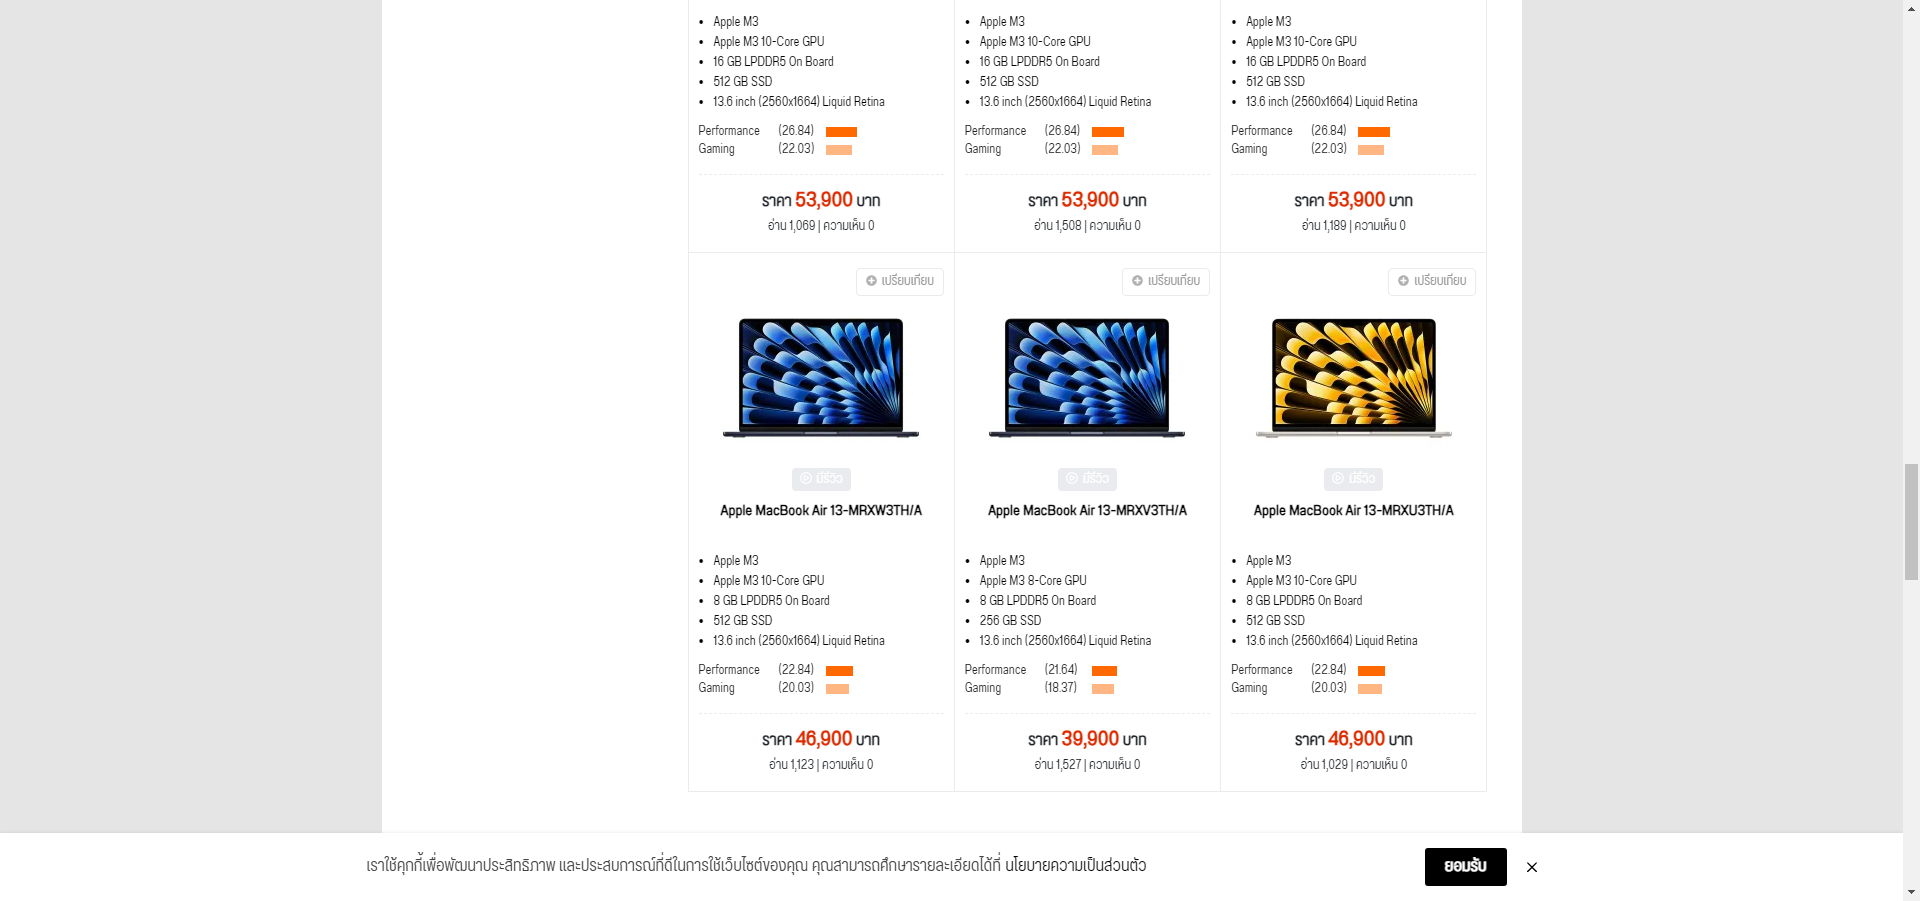 Apple M3
Apple M3 10-Core GPU
16 GB LPDDR5 On Board
512 GB SSD
13.6 inch (2560x1664) Liquid Retina
Performance (26.84)
Gaming (22.03)
ราคา 53,900 บาท
อ่าน 1,069 | ความเห็น 0
Apple M3
Apple M3 10-Core GPU
16 GB LPDDR5 On Board
512 GB SSD
13.6 inch (2560x1664) Liquid Retina
Performance (26.84)
Gaming (22.03)
ราคา 53,900 บาท
อ่าน 1,508 | ความเห็น 0
Apple M3
Apple M3 10-Core GPU
16 GB LPDDR5 On Board
512 GB SSD
13.6 inch (2560x1664) Liquid Retina
Performance (26.84)
Gaming (22.03)
ราคา 53,900 บาท
อ่าน 1,189 | ความเห็น 0
เปรียบเทียบ
มีรีวิว
Apple MacBook Air 13-MRXW3TH/A
Apple M3
Apple M3 10-Core GPU
8 GB LPDDR5 On Board
512 GB SSD
13.6 inch (2560x1664) Liquid Retina
Performance (22.84)
Gaming (20.03)
ราคา 46,900 บาท
อ่าน 1,123 | ความเห็น 0
เปรียบเทียบ
มีรีวิว
Apple MacBook Air 13-MRXV3TH/A
Apple M3
Apple M3 8-Core GPU
8 GB LPDDR5 On Board
256 GB SSD
13.6 inch (2560x1664) Liquid Retina
Performance (21.64)
Gaming (18.37)
ราคา 39,900 บาท
อ่าน 1,527 | ความเห็น 0
เปรียบเทียบ
มีรีวิว
Apple MacBook Air 13-MRXU3TH/A
Apple M3
Apple M3 10-Core GPU
8 GB LPDDR5 On Board
512 GB SSD
13.6 inch (2560x1664) Liquid Retina
Performance (22.84)
Gaming (20.03)
ราคา 46,900 บาท
อ่าน 1,029 | ความเห็น 0
เราใช้คุกกี้เพื่อพัฒนาประสิทธิภาพ และประสบการณ์ที่ดีในการใช้เว็บไซต์ของคุณ คุณสามารถศึกษารายละเอียดได้ที่ นโยบายความเป็นส่วนตัว
ยอมรับ